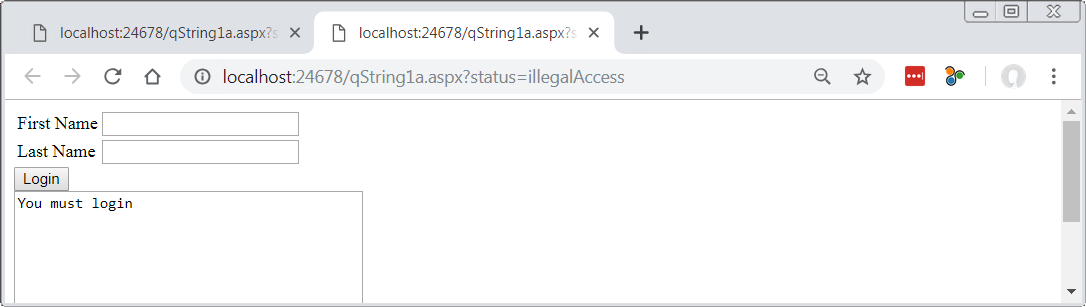 localhost:24678/qString1a.aspx?s
localhost:24678/qString1a.aspx?s
localhost:24678/qString1a.aspx?status=illegalAccess
First Name
Last Name
Login
You must login